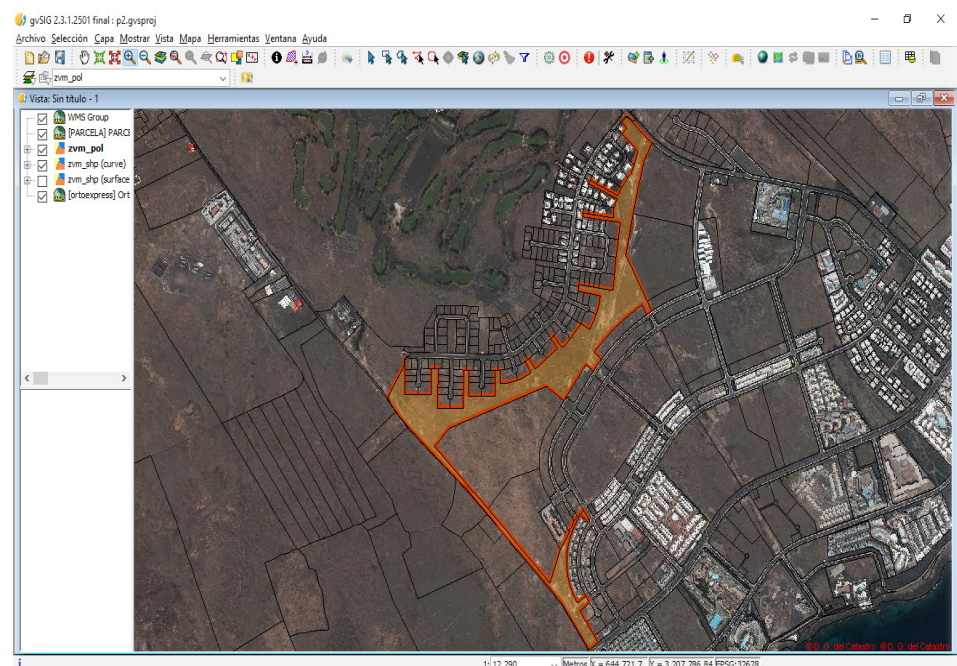 gvSIG 2.3.1.2501 final : p2.gvsproj
Archivo Selección Capa Mostrar Vista Mapa Herramientas Ventana Ayuda
zvm_pol
Vista: Sin título - 1
WMS Group
[PARCELA] PARCE
zvm_pol
zvm_shp (curve)
zvm_shp (surface
[ortoexpress] Ort
© D. G. del Catastro © D. G. del Catastro
1: 12.290 Metros X = 644.721,7 Y = 3.207.786,84 EPSG:32628